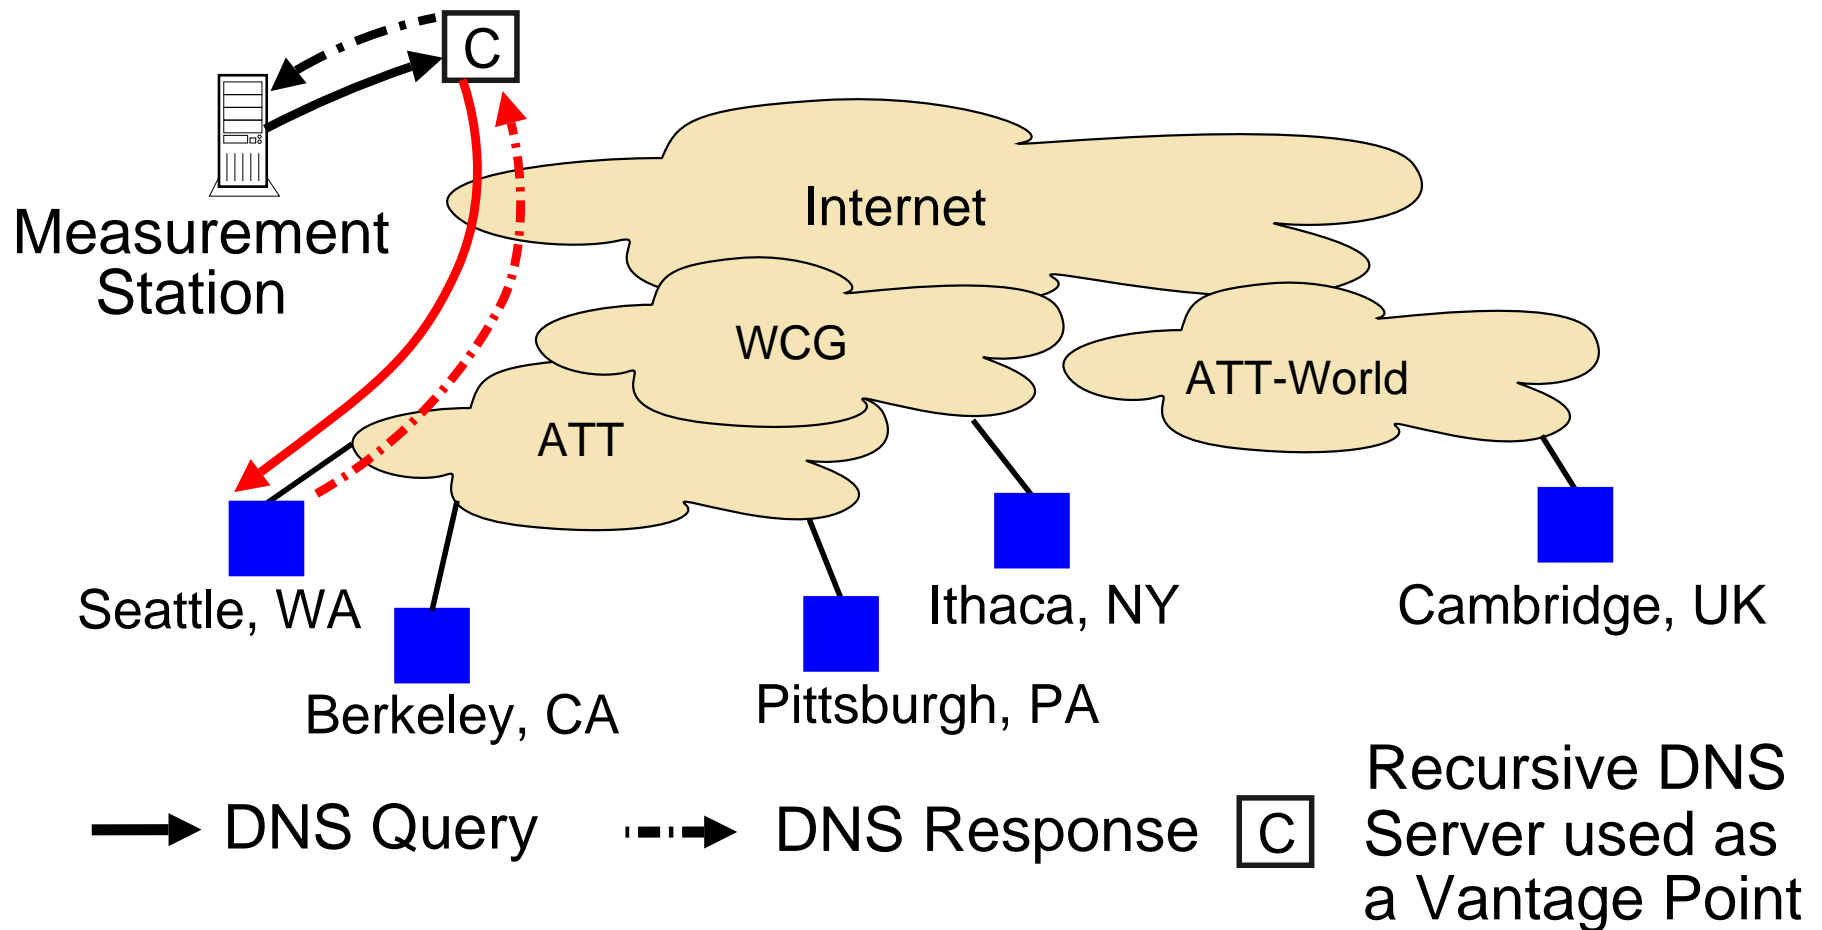 C
Measurement
Station
Internet
WCG
ATT-World
ATT
Seattle, WA
Ithaca, NY
Cambridge, UK
Berkeley, CA
Pittsburgh, PA
DNS Query
DNS Response
C
Recursive DNS
Server used as
a Vantage Point